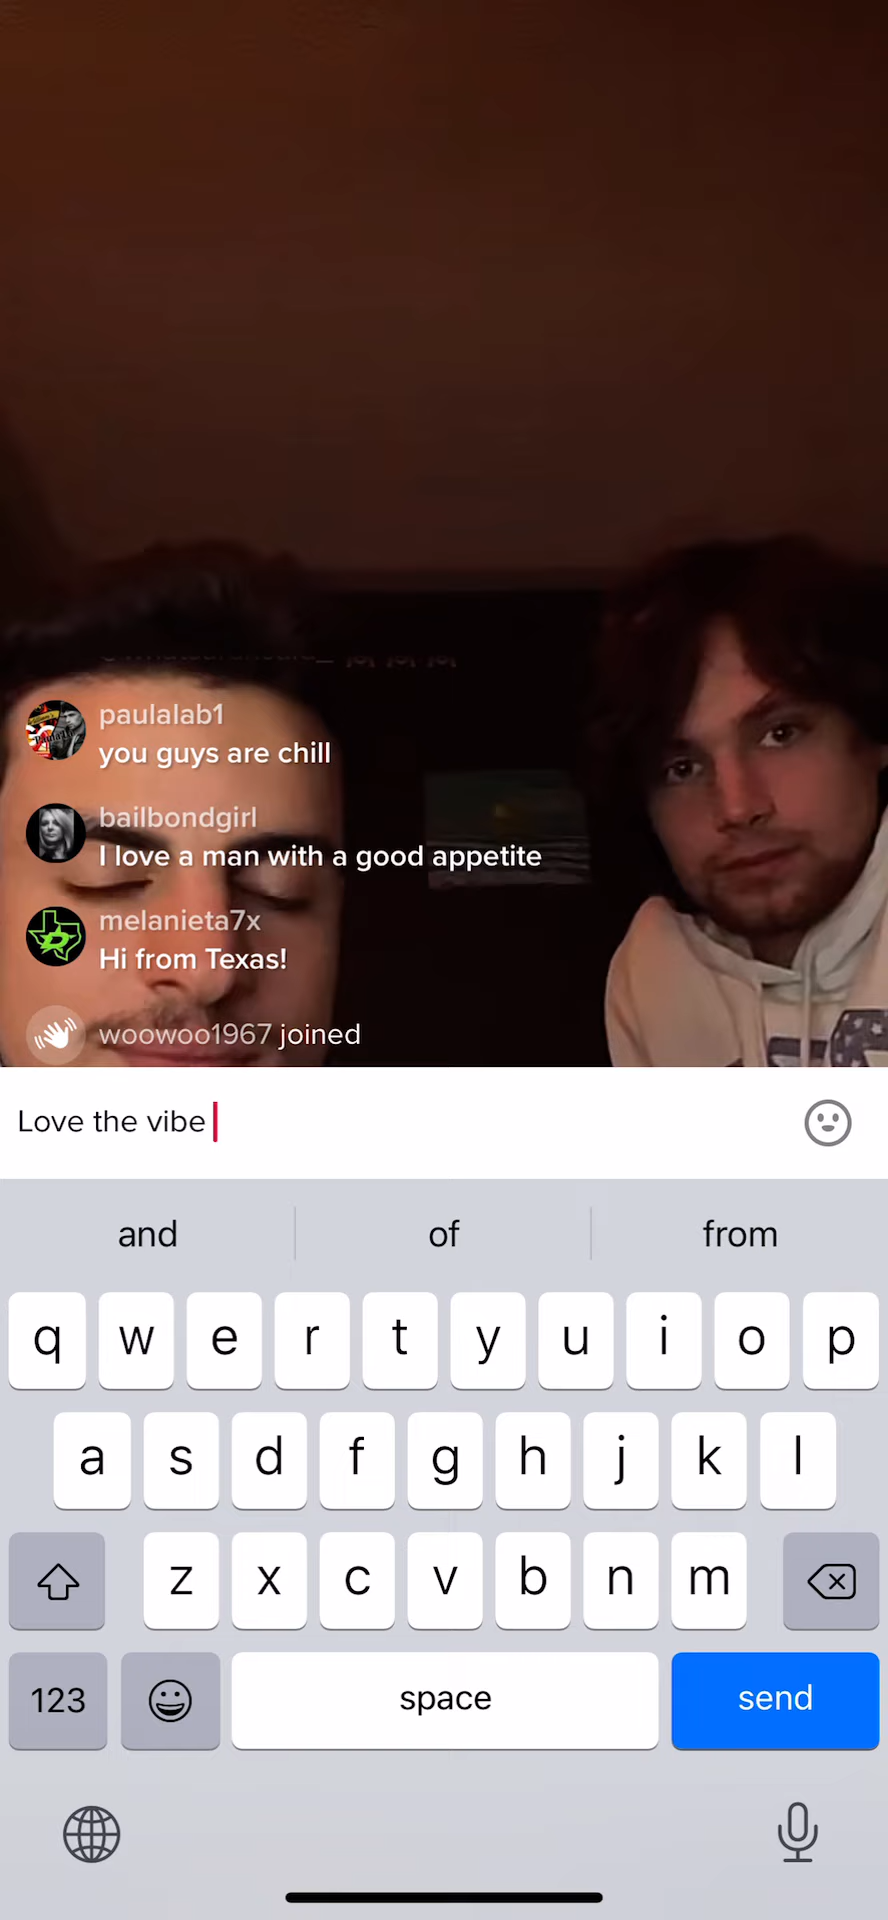 paulalab1
you guys are chill
bailbondgirl
I love a man with a good appetite
melanieta7x
Hi from Texas!
woowoo1967 joined
Love the vibe
and of from
q w e r t y u i o p
a s d f g h j k l
z x c v b n m
123 space send